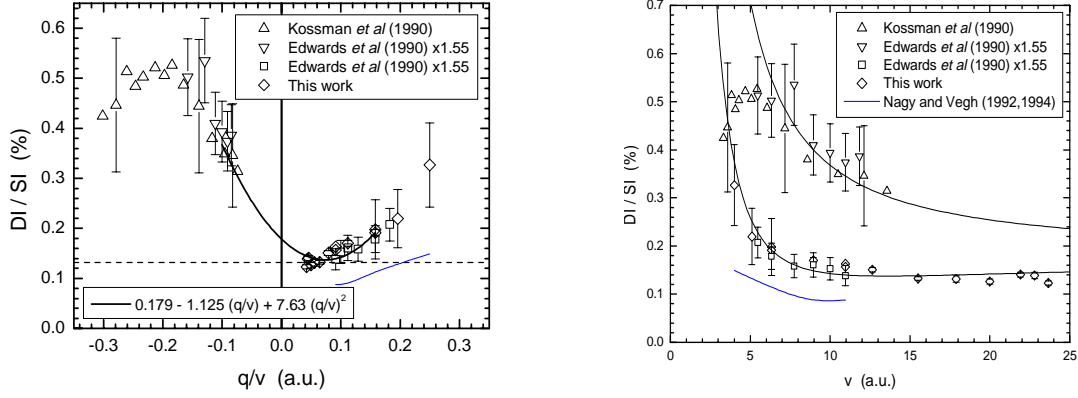 0.6
0.5
0.4
0.3
0.2
0.1
0.0
DI / SI (%)
-0.3 -0.2 -0.1 0.0 0.1 0.2 0.3
q/v (a.u.)
Kossman et al (1990)
Edwards et al (1990) x1.55
Edwards et al (1990) x1.55
This work
0.179 - 1.125 (q/v) + 7.63 (q/v)²
0.7
0.6
0.5
0.4
0.3
0.2
0.1
0.0
DI / SI (%)
0 5 10 15 20 25
v (a.u.)
Kossman et al (1990)
Edwards et al (1990) x1.55
Edwards et al (1990) x1.55
This work
Nagy and Vegh (1992,1994)